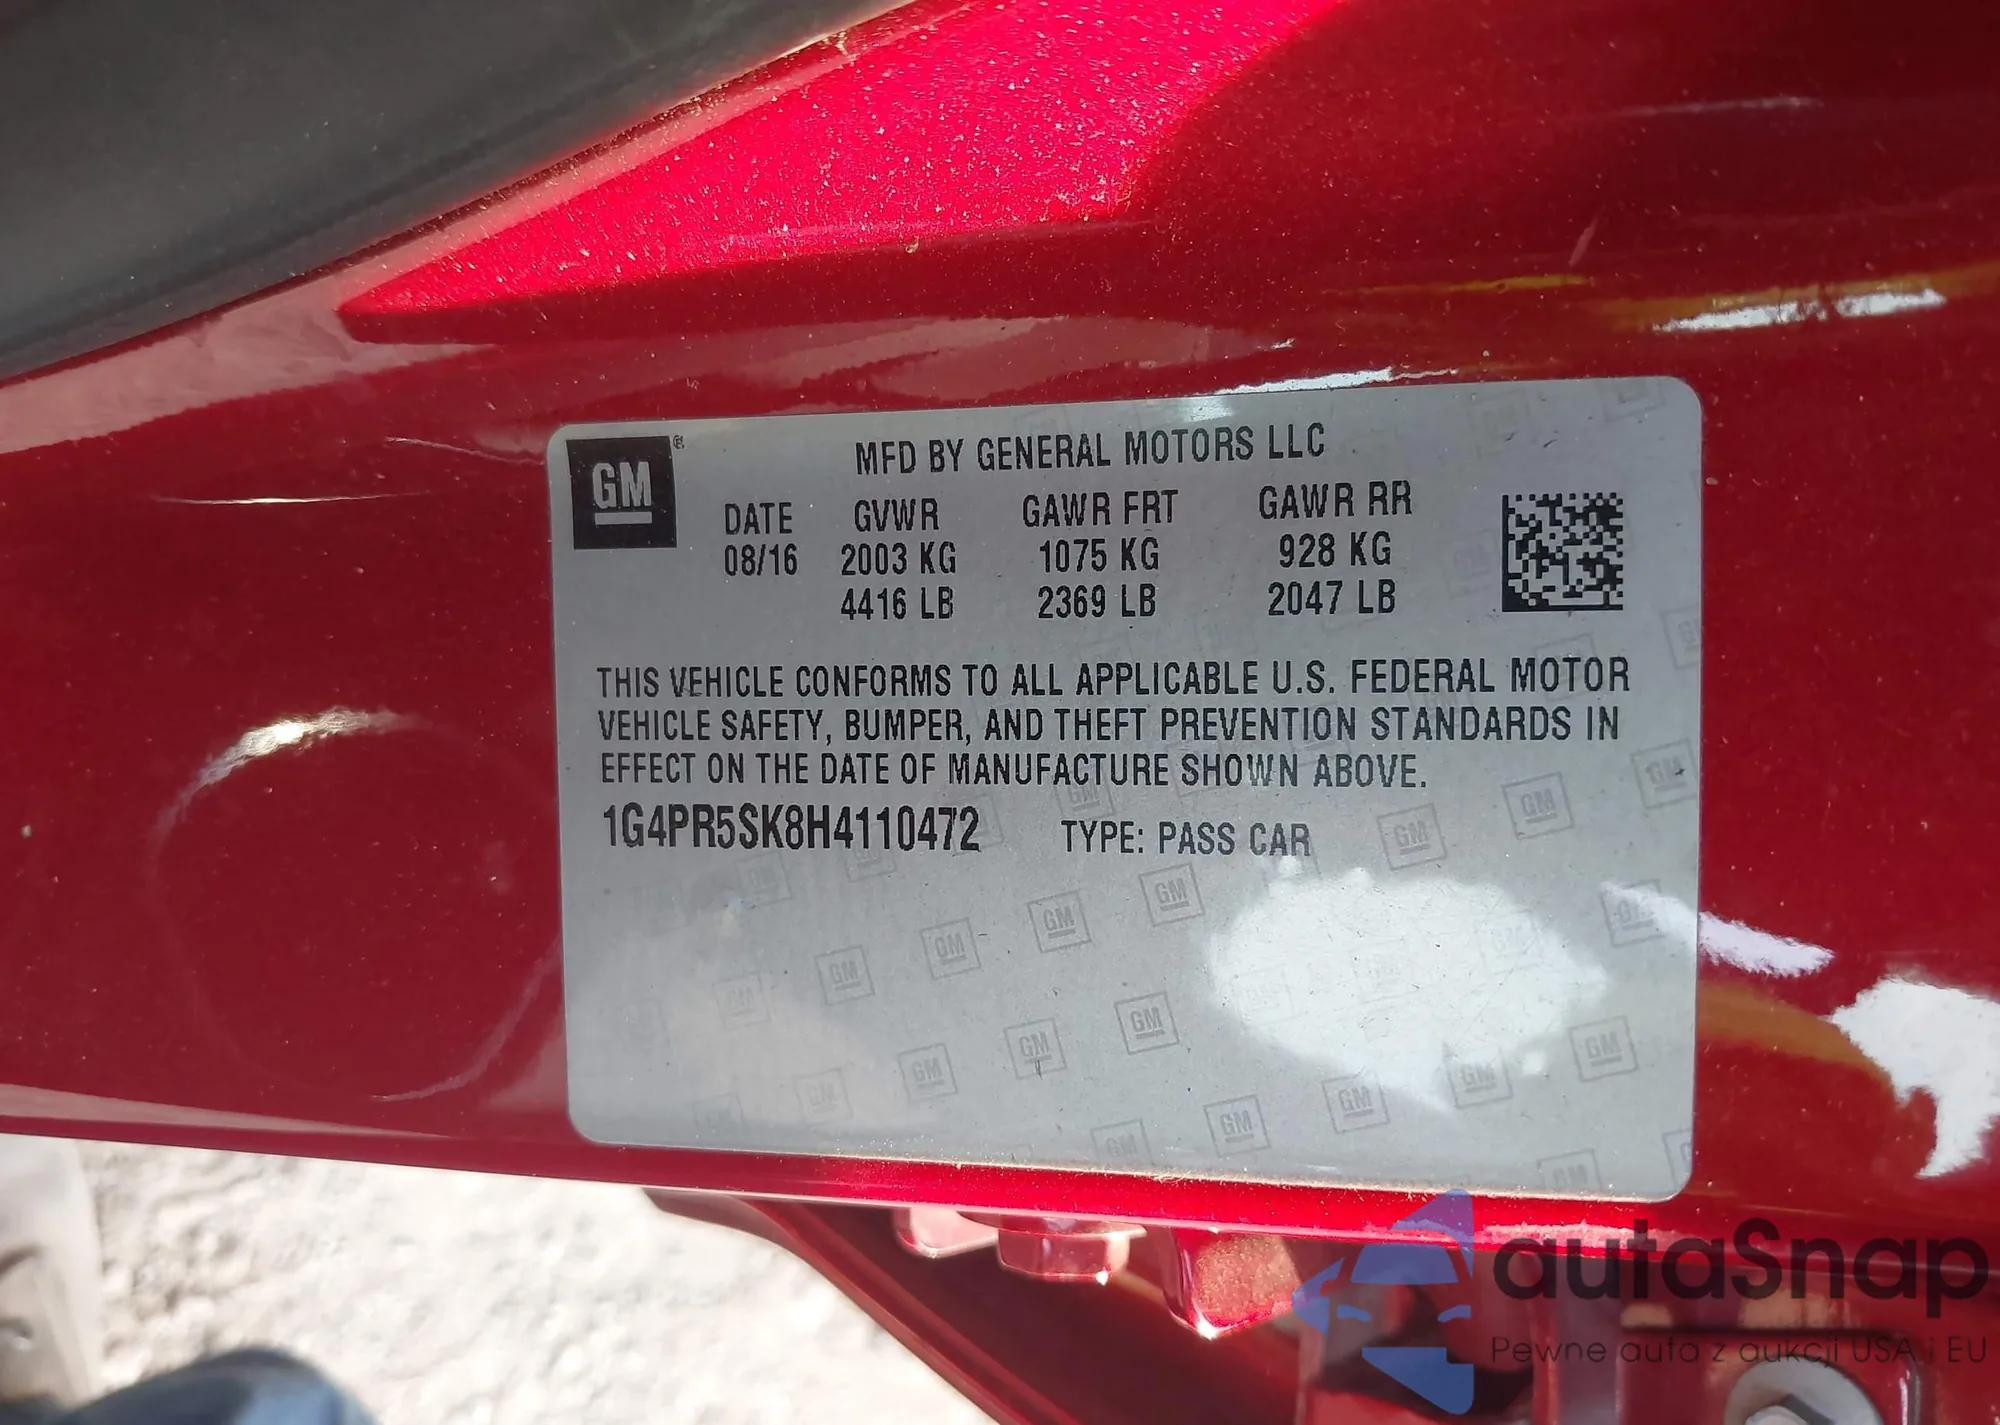 GM ®
MFD BY GENERAL MOTORS LLC
DATE GVWR GAWR FRT GAWR RR
08/16 2003 KG 1075 KG 928 KG
4416 LB 2369 LB 2047 LB
THIS VEHICLE CONFORMS TO ALL APPLICABLE U.S. FEDERAL MOTOR
VEHICLE SAFETY, BUMPER, AND THEFT PREVENTION STANDARDS IN
EFFECT ON THE DATE OF MANUFACTURE SHOWN ABOVE.
1G4PR5SK8H4110472 TYPE: PASS CAR
autaSnap
Pewne auta z aukcji USA i EU